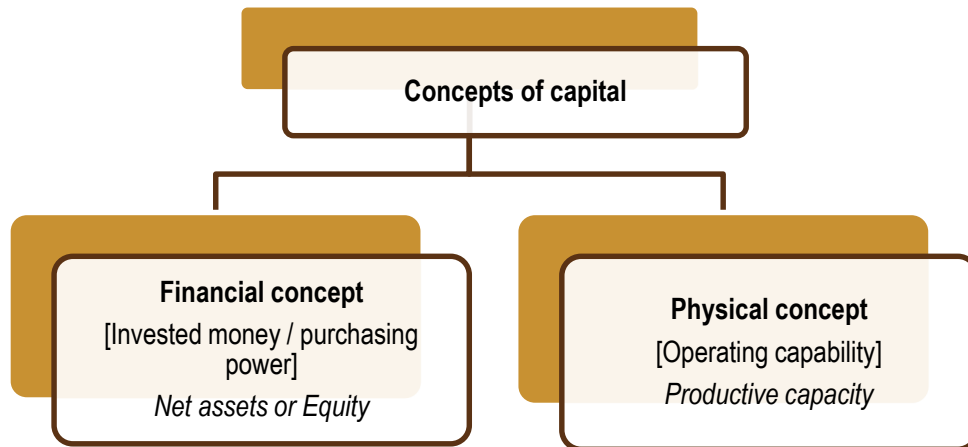 Concepts of capital
Financial concept
[Invested money / purchasing
power]
Net assets or Equity
Physical concept
[Operating capability]
Productive capacity